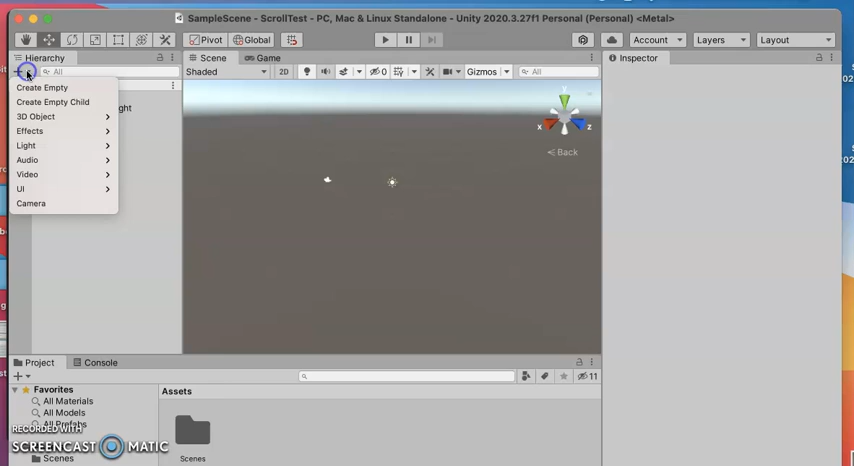 SampleScene - ScrollTest - PC, Mac & Linux Standalone - Unity 2020.3.27f1 Personal (Personal) <Metal>
Pivot Global Account Layers Layout
Hierarchy
All
Create Empty
Create Empty Child
3D Object
Effects
Light
Audio
Video
UI
Camera
ght
Scene Game
Shaded 2D 0 Gizmos All
Y
X Z
Back
Inspector
Project Console
11
Favorites
All Materials
All Models
All Prefabs
Scenes
Assets
Scenes
RECORDED WITH
SCREENCAST MATIC